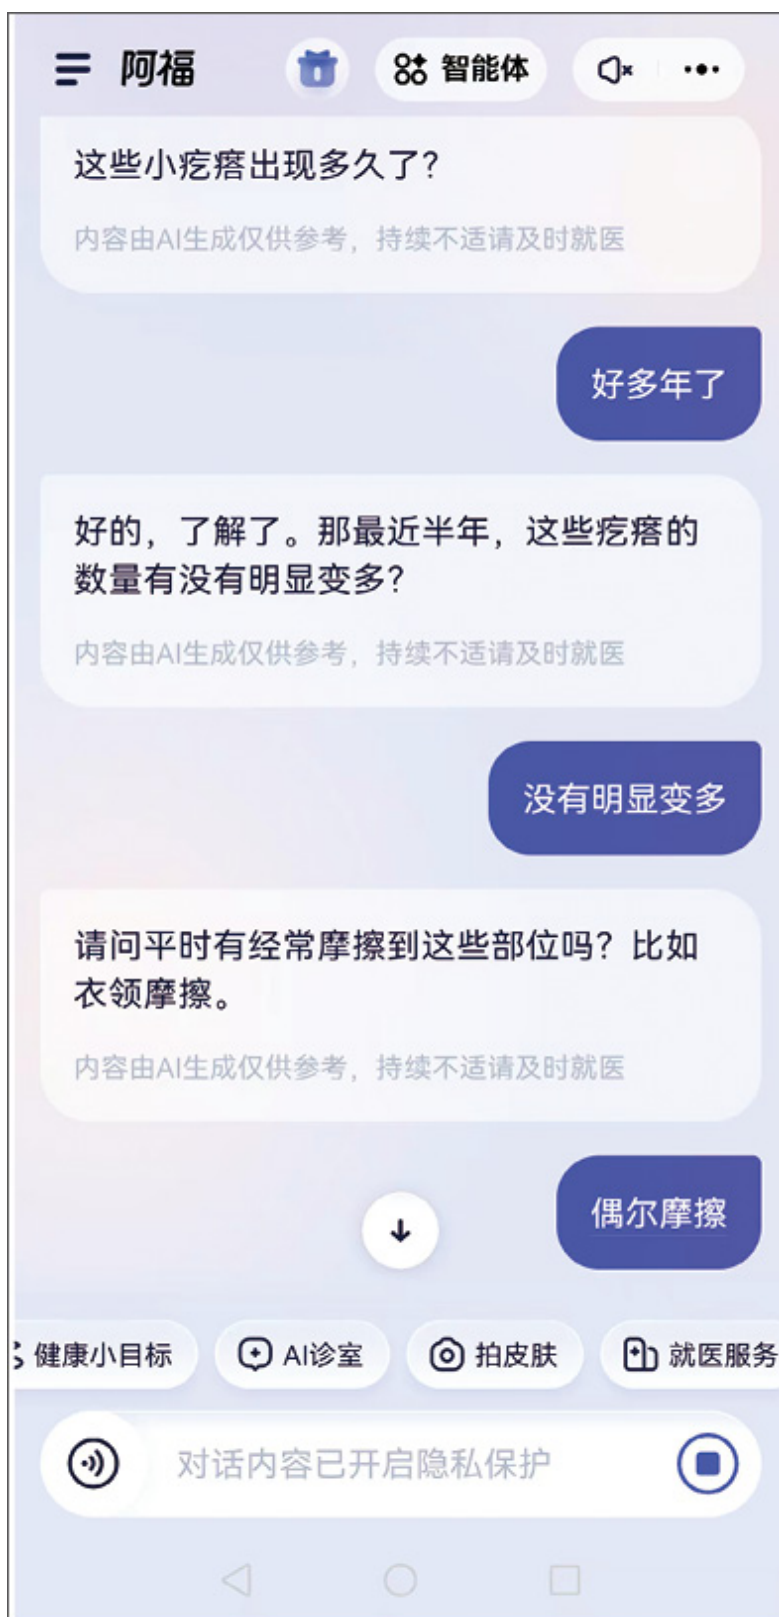 阿福
智能体
这些小疙瘩出现多久了？
内容由AI生成仅供参考，持续不适请及时就医
好多年了
好的，了解了。那最近半年，这些疙瘩的
数量有没有明显变多？
内容由AI生成仅供参考，持续不适请及时就医
没有明显变多
请问平时有经常摩擦到这些部位吗？比如
衣领摩擦。
内容由AI生成仅供参考，持续不适请及时就医
偶尔摩擦
健康小目标
AI诊室
拍皮肤
就医服务
对话内容已开启隐私保护